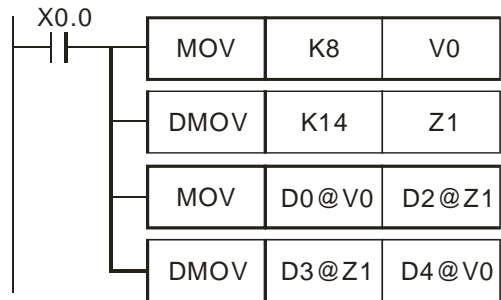 X0.0
MOV K8 V0
DMOV K14 Z1
MOV D0@V0 D2@Z1
DMOV D3@Z1 D4@V0